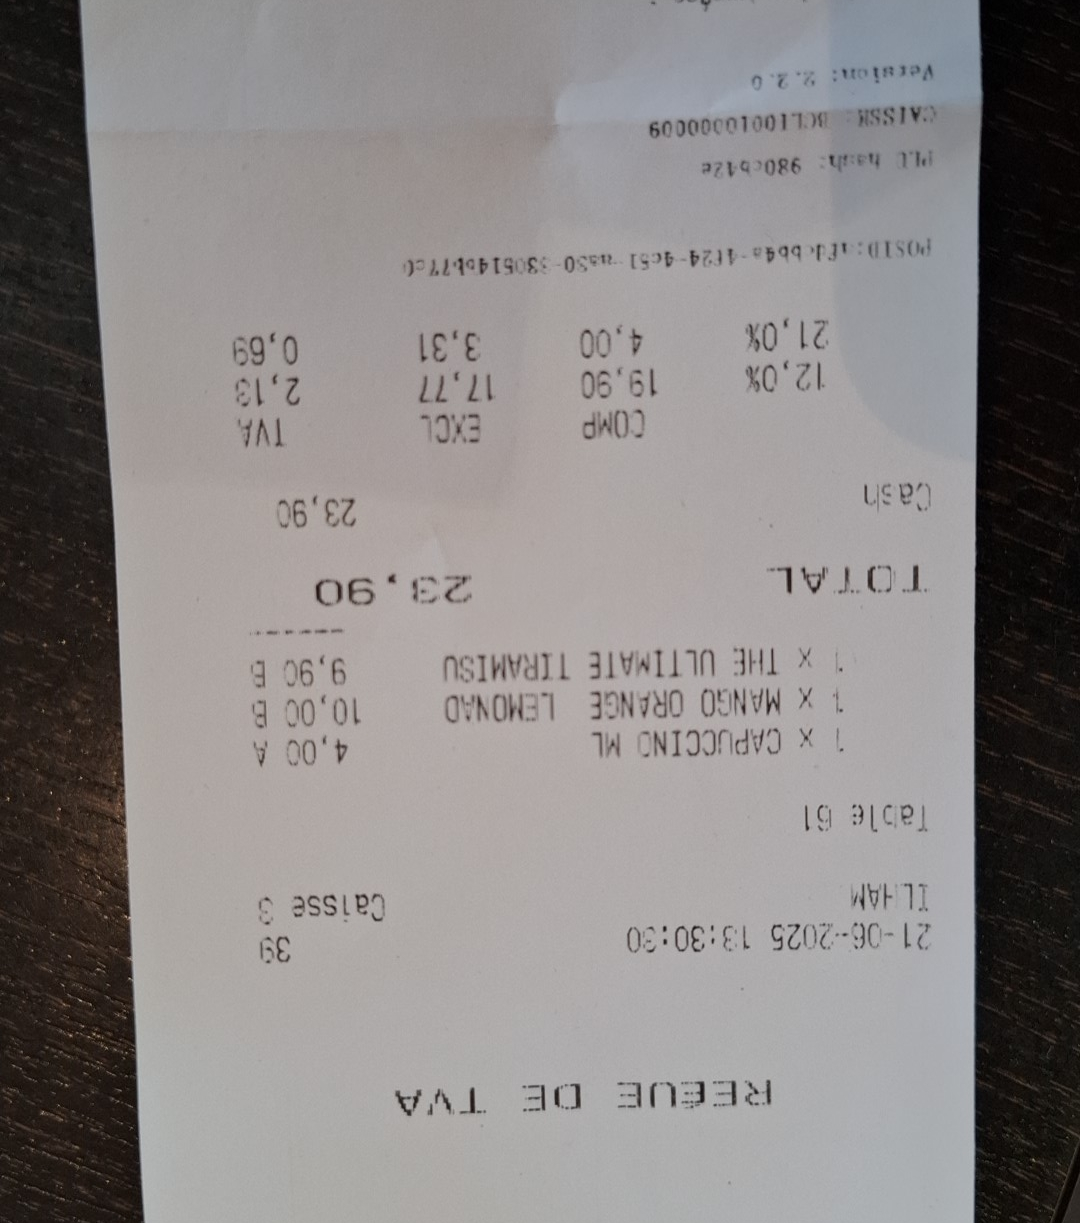 REÉUE DE TVA
21-06-2025 13:30:30 39
ILHAM Caisse 3
Table 61
1 x CAPUCCINO ML 4,00 A
1 x MANGO ORANGE LEMONAD 10,00 B
1 x THE ULTIMATE TIRAMISU 9,90 B
------
TOTAL 23,90
Cash 23,90
COMP EXCL TVA
12,0% 19,90 17,77 2,13
21,0% 4,00 3,31 0,69
PLU hash: 980cb42e
CAISSE: BCLI001000009
Version: 2.2.0